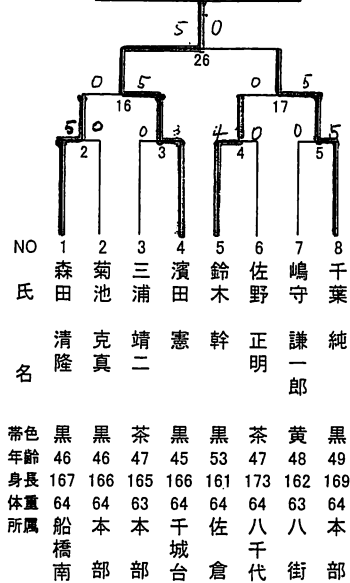 5 0
26
0 5 0 5
16 17
5 0 0 3 4 0 0 5
2 3 4 5
NO 1 2 3 4 5 6 7 8
氏名 森田 清隆 菊池 克真 三浦 靖二 濱田 憲 鈴木 幹 佐野 正明 嶋守 謙一郎 千葉 純
帯色 黒 黒 茶 黒 黒 茶 黄 黒
年齢 46 46 47 45 53 47 48 49
身長 167 166 165 166 161 173 162 169
体重 64 64 63 64 64 64 63 64
所属 船橋南 本部 本部 千城台 佐倉 八千代 八街 本部